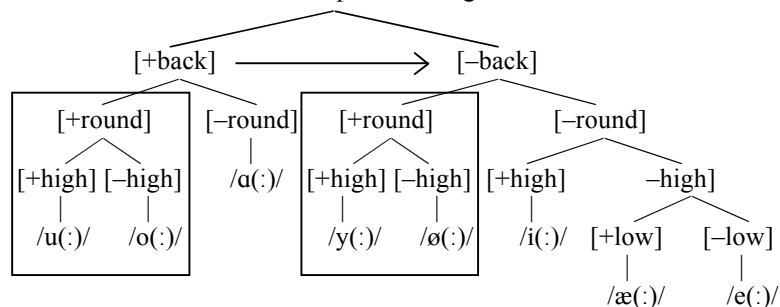 [+back] [–back]
[+round] [–round] [+round] [–round]
[+high] [–high] /ɑ(ː)/ [+high] [–high] [+high] –high]
/u(ː)/ /o(ː)/ /y(ː)/ /ø(ː)/ /i(ː)/ [+low] [–low]
/æ(ː)/ /e(ː)/